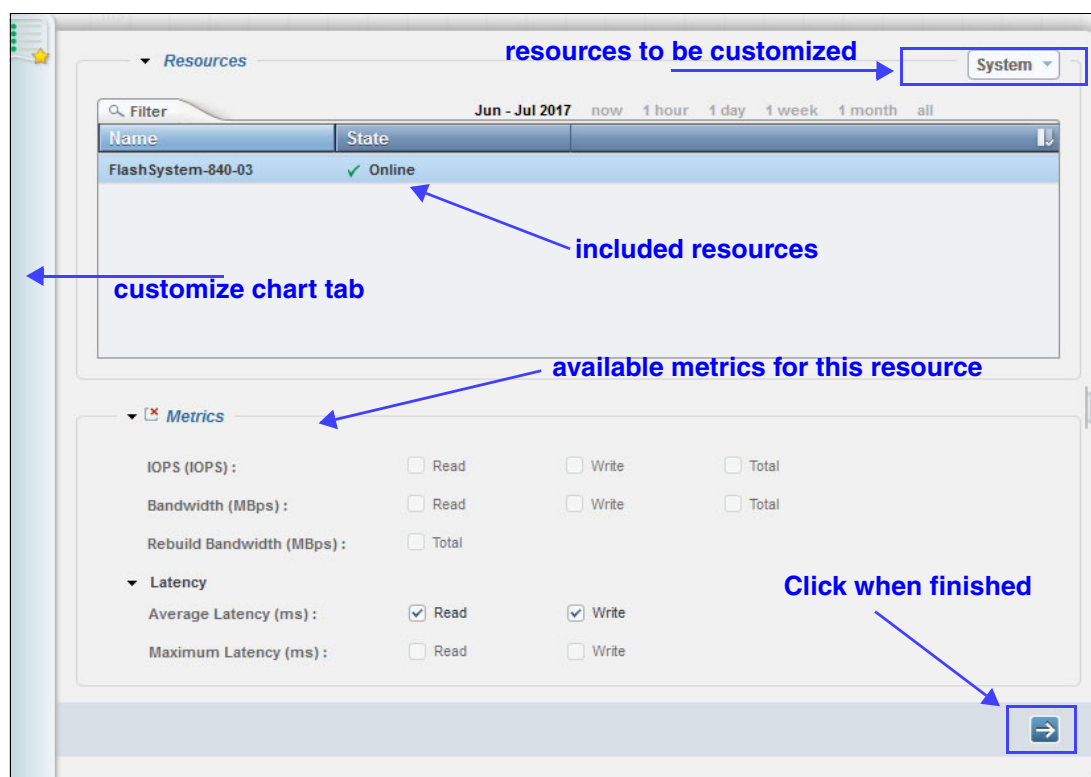 resources to be customized
Resources
System
Filter
Jun - Jul 2017 now 1 hour 1 day 1 week 1 month all
Name State
FlashSystem-840-03 Online
included resources
customize chart tab
available metrics for this resource
Metrics
IOPS (IOPS) : Read Write Total
Bandwidth (MBps) : Read Write Total
Rebuild Bandwidth (MBps) : Total
Latency
Click when finished
Average Latency (ms) : Read Write
Maximum Latency (ms) : Read Write